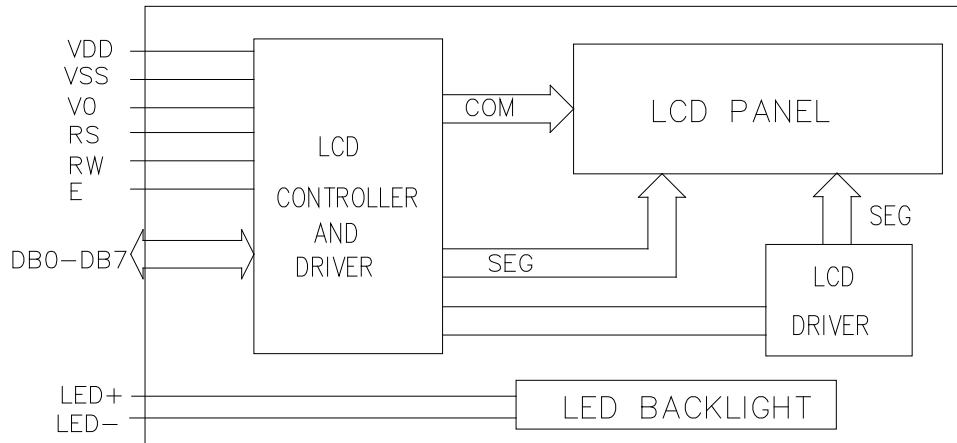 VDD
VSS
V0
RS
RW
E
DB0-DB7
LED+
LED-
LCD
CONTROLLER
AND
DRIVER
COM
SEG
LCD PANEL
SEG
LCD
DRIVER
LED BACKLIGHT